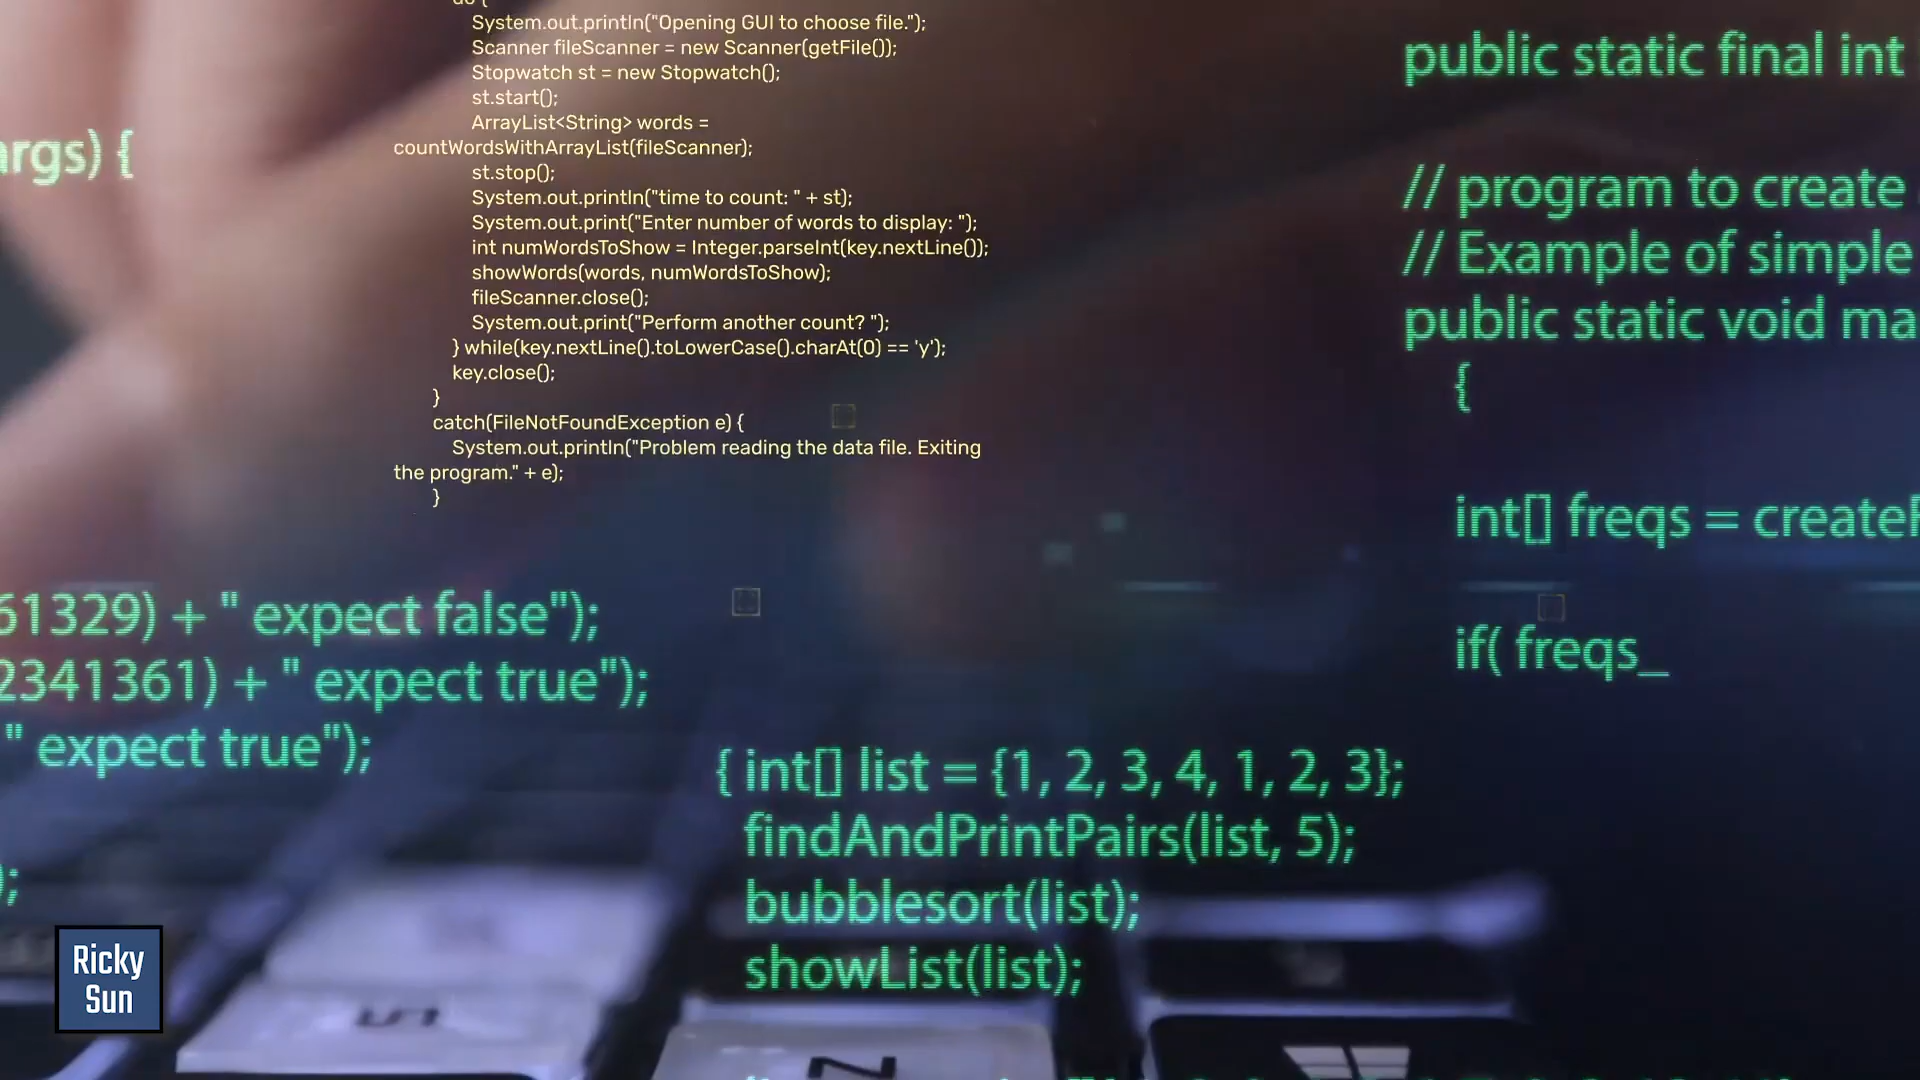 do {
System.out.println("Opening GUI to choose file.");
Scanner fileScanner = new Scanner(getFile());
Stopwatch st = new Stopwatch();
st.start();
ArrayList<String> words =
countWordsWithArrayList(fileScanner);
st.stop();
System.out.println("time to count: " + st);
System.out.print("Enter number of words to display: ");
int numWordsToShow = Integer.parseInt(key.nextLine());
showWords(words, numWordsToShow);
fileScanner.close();
System.out.print("Perform another count? ");
} while(key.nextLine().toLowerCase().charAt(0) == 'y');
key.close();
}
catch(FileNotFoundException e) {
System.out.println("Problem reading the data file. Exiting
the program." + e);
}
args) {
public static final int
// program to create
// Example of simple
public static void ma
{
int[] freqs = create
if( freqs_
61329) + " expect false");
2341361) + " expect true");
" expect true");
);
{ int[] list = {1, 2, 3, 4, 1, 2, 3};
findAndPrintPairs(list, 5);
bubblesort(list);
showList(list);
Ricky
Sun